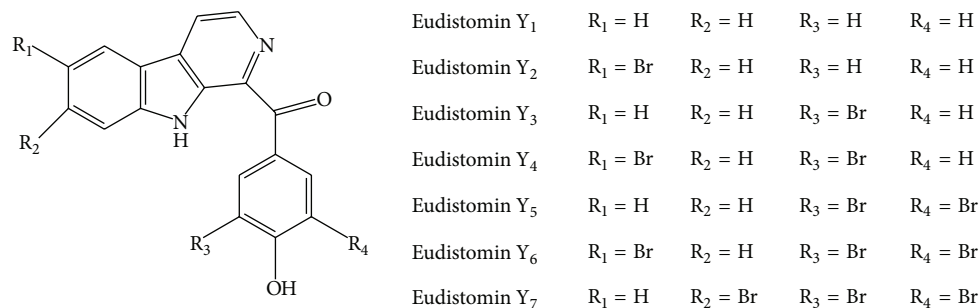 R₁
R₂
N
N
H
O
R₃
R₄
OH
Eudistomin Y₁ R₁ = H R₂ = H R₃ = H R₄ = H
Eudistomin Y₂ R₁ = Br R₂ = H R₃ = H R₄ = H
Eudistomin Y₃ R₁ = H R₂ = H R₃ = Br R₄ = H
Eudistomin Y₄ R₁ = Br R₂ = H R₃ = Br R₄ = H
Eudistomin Y₅ R₁ = H R₂ = H R₃ = Br R₄ = Br
Eudistomin Y₆ R₁ = Br R₂ = H R₃ = Br R₄ = Br
Eudistomin Y₇ R₁ = H R₂ = Br R₃ = Br R₄ = Br